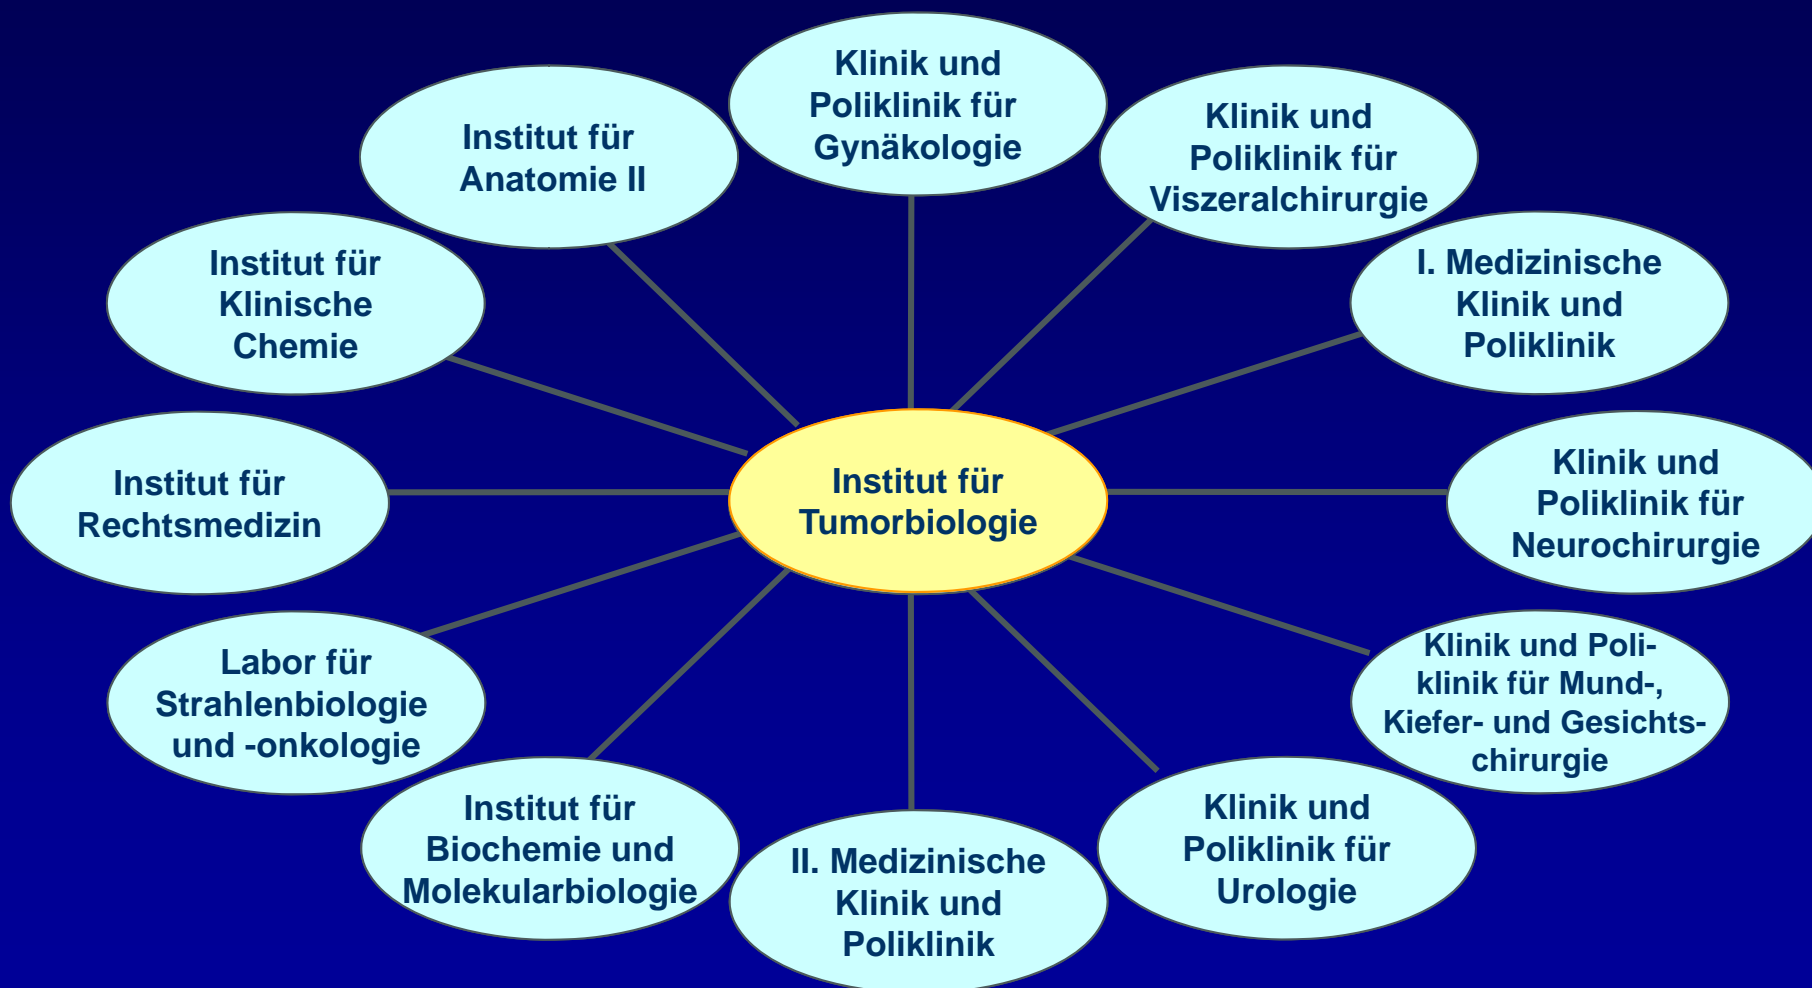 Klinik und
Poliklinik für
Gynäkologie
Klinik und
Poliklinik für
Viszeralchirurgie
I. Medizinische
Klinik und
Poliklinik
Klinik und
Poliklinik für
Neurochirurgie
Klinik und Poli-
klinik für Mund-,
Kiefer- und Gesichts-
chirurgie
Klinik und
Poliklinik für
Urologie
II. Medizinische
Klinik und
Poliklinik
Institut für
Biochemie und
Molekularbiologie
Labor für
Strahlenbiologie
und -onkologie
Institut für
Rechtsmedizin
Institut für
Klinische
Chemie
Institut für
Anatomie II
Institut für
Tumorbiologie